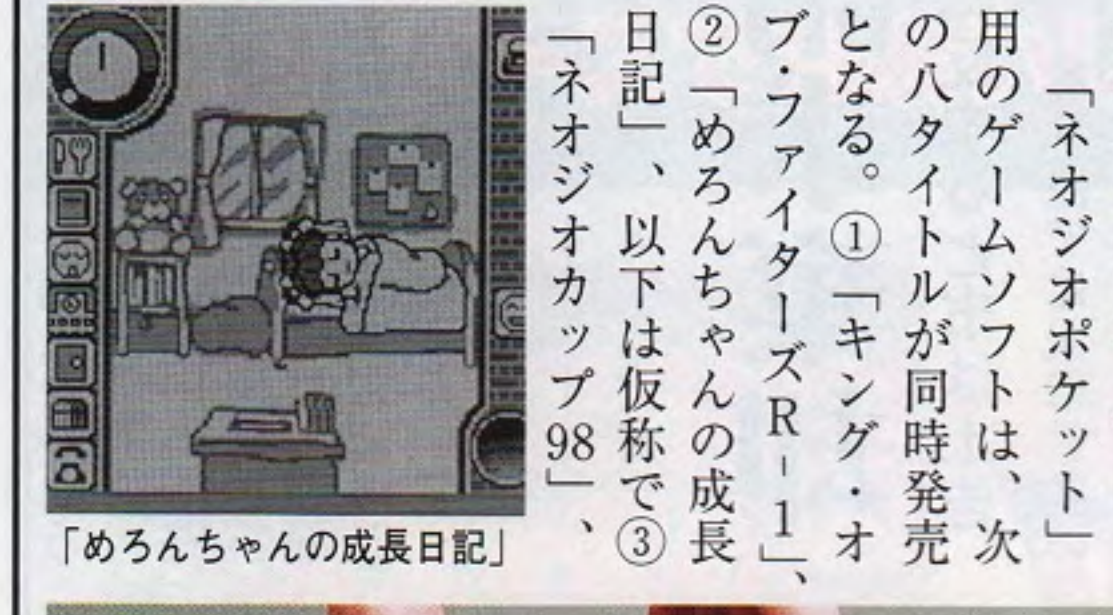 「ネオジオポケット」
用のゲームソフトは、次
の八タイトルが同時発売
となる。①「キング・オ
ブ・ファイターズR-1」、
②「めろんちゃんの成長
日記」、以下は仮称で③
「ネオジオカップ98」、
「めろんちゃんの成長日記」